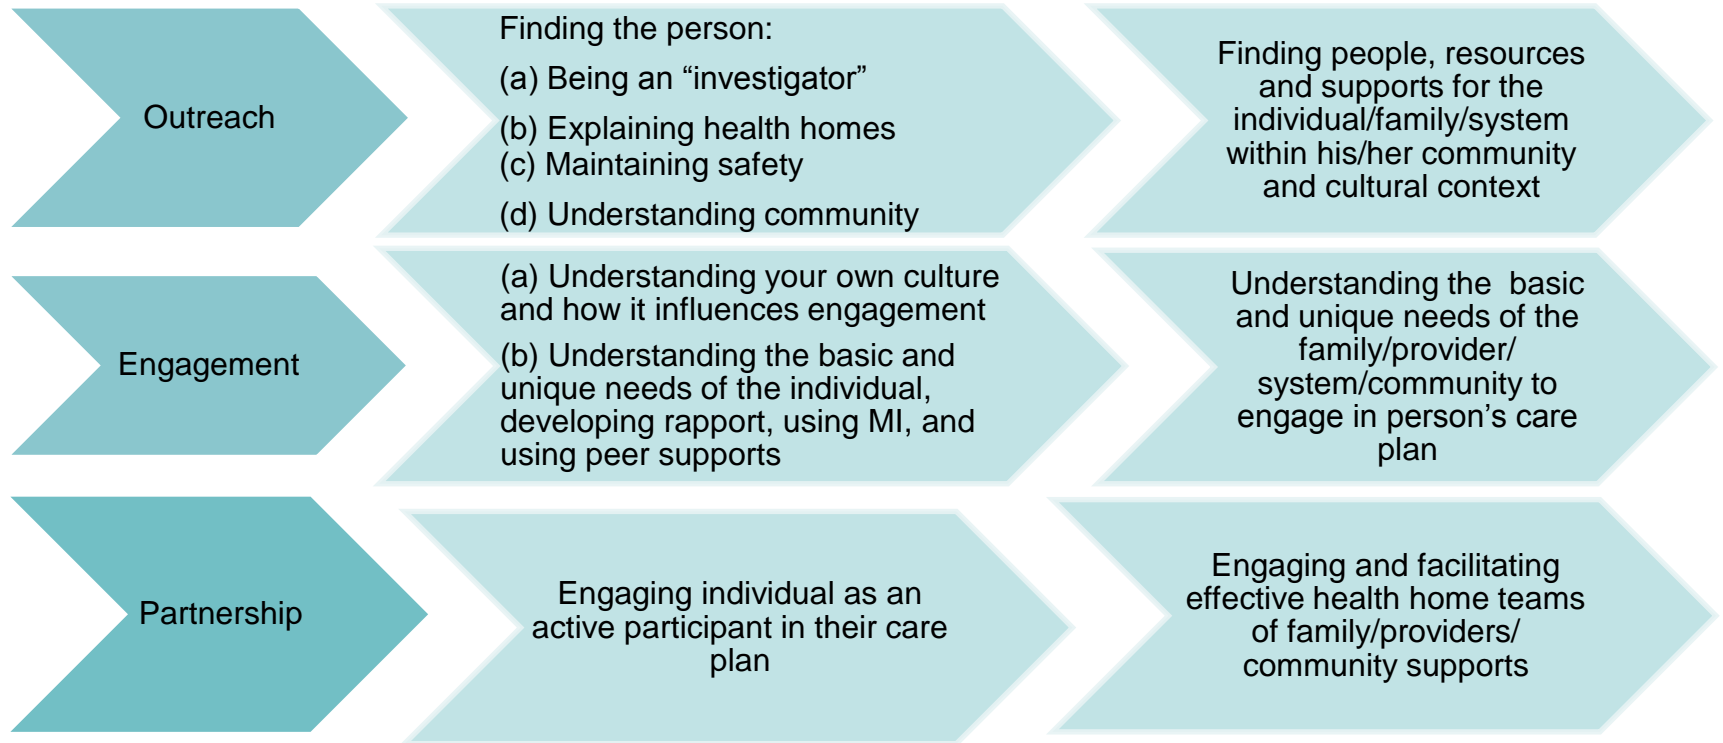 Outreach
Finding the person:
(a) Being an “investigator”
(b) Explaining health homes
(c) Maintaining safety
(d) Understanding community
Finding people, resources
and supports for the
individual/family/system
within his/her community
and cultural context
Engagement
(a) Understanding your own culture
and how it influences engagement
(b) Understanding the basic and
unique needs of the individual,
developing rapport, using MI, and
using peer supports
Understanding the  basic
and unique needs of the
family/provider/
system/community to
engage in person’s care
plan
Partnership
Engaging individual as an
active participant in their care
plan
Engaging and facilitating
effective health home teams
of family/providers/
community supports